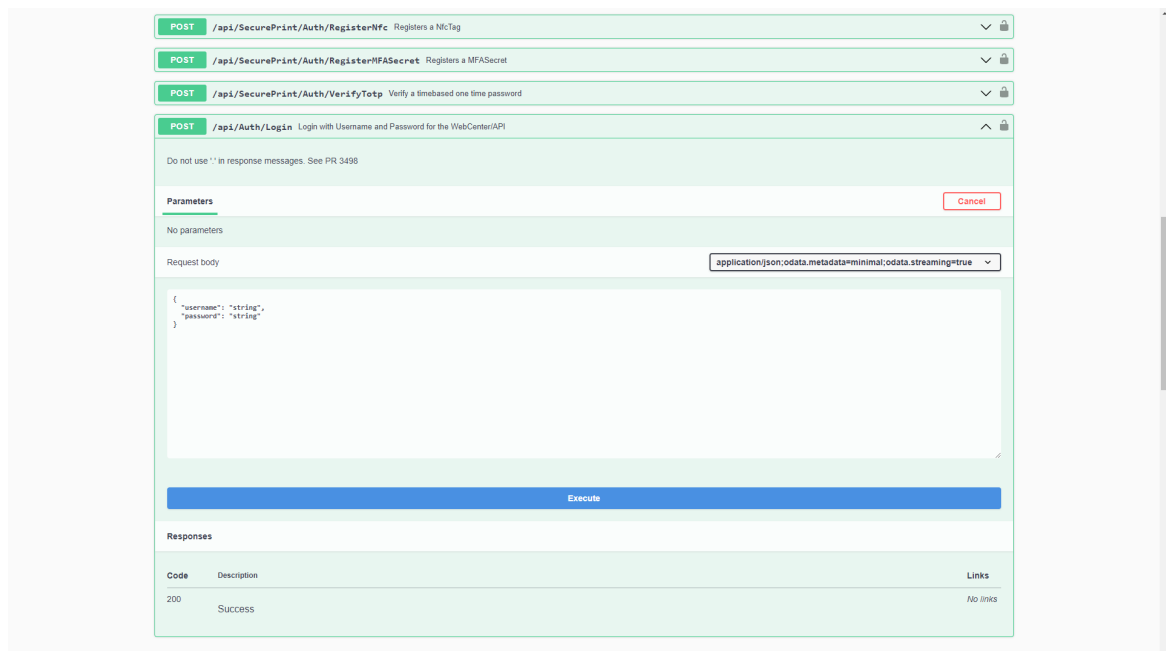 POST /api/SecurePrint/Auth/RegisterNfc Registers a NfcTag
POST /api/SecurePrint/Auth/RegisterMFASecret Registers a MFASecret
POST /api/SecurePrint/Auth/VerifyTotp Verify a timebased one time password
POST /api/Auth/Login Login with Username and Password for the WebCenter/API
Do not use '.' in response messages. See PR 3498
Parameters Cancel
No parameters
Request body application/json;odata.metadata=minimal;odata.streaming=true
{
"username": "string",
"password": "string"
}
Execute
Responses
Code Description Links
200 Success No links